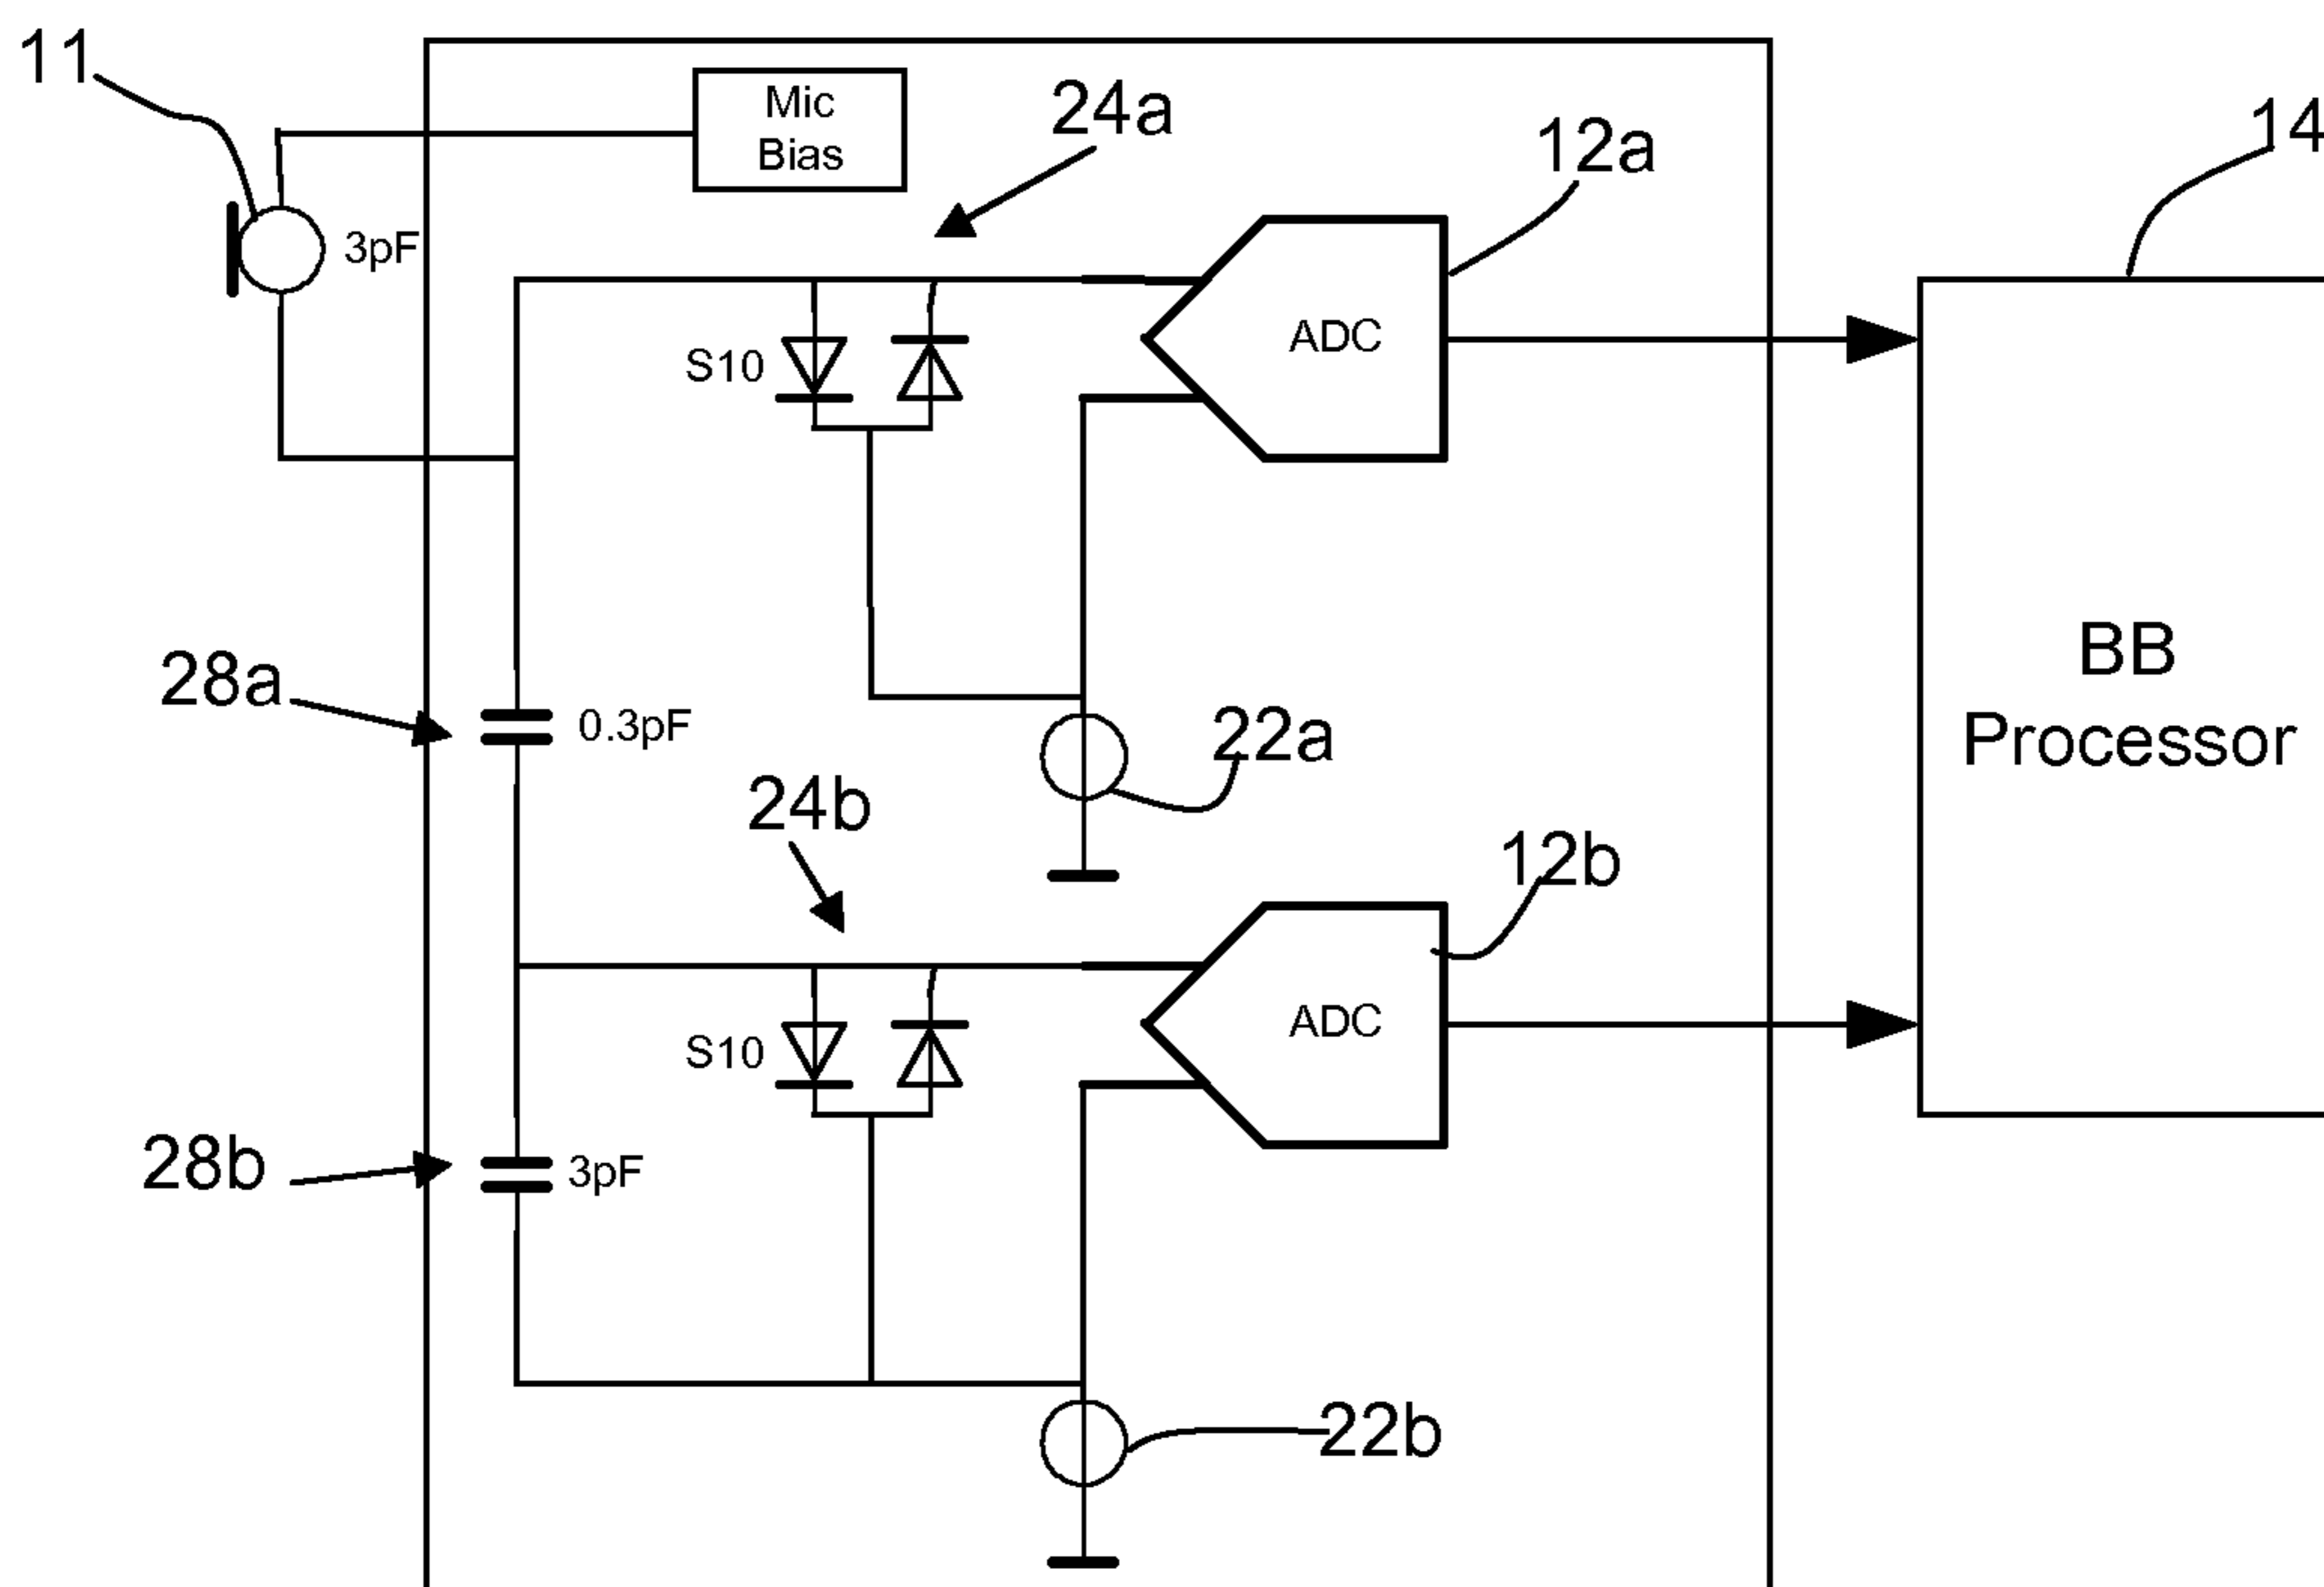 11
Mic
Bias
24a
12a
14
3pF
S10
ADC
BB
Processor
28a
0.3pF
22a
24b
12b
S10
ADC
28b
3pF
22b